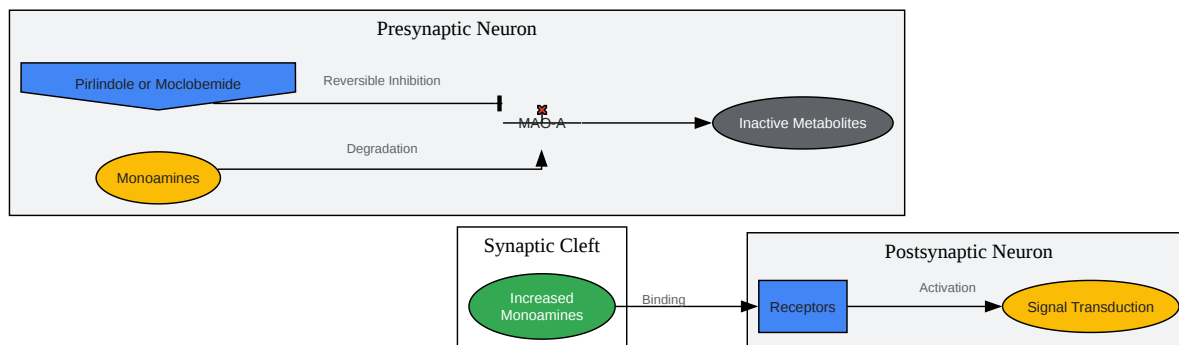 Presynaptic Neuron
Pirlindole or Moclobemide
Reversible Inhibition
MAO-A
Inactive Metabolites
Degradation
Monoamines
Synaptic Cleft
Increased
Monoamines
Binding
Postsynaptic Neuron
Receptors
Activation
Signal Transduction